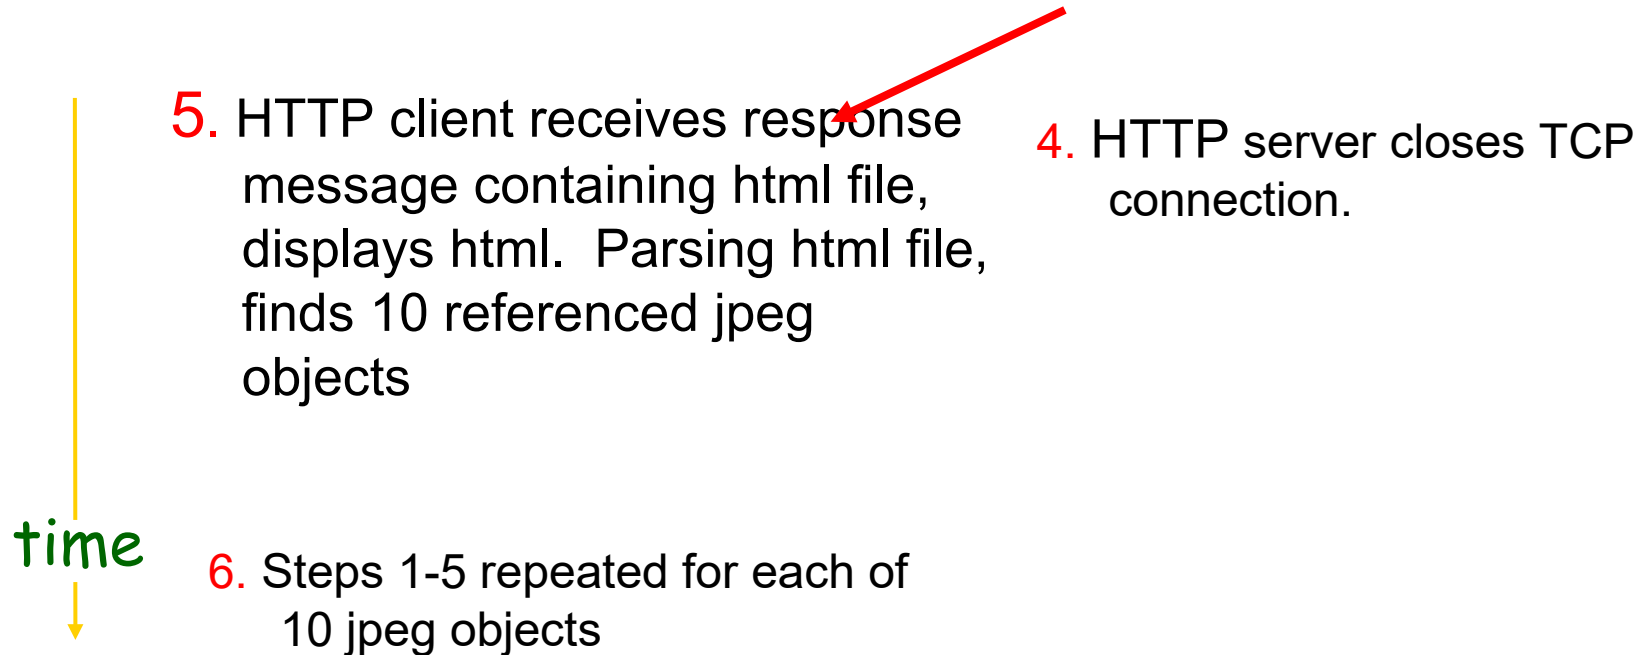 5. HTTP client receives response
message containing html file,
displays html.  Parsing html file,
finds 10 referenced jpeg
objects
4. HTTP server closes TCP
connection.
time
6. Steps 1-5 repeated for each of
10 jpeg objects